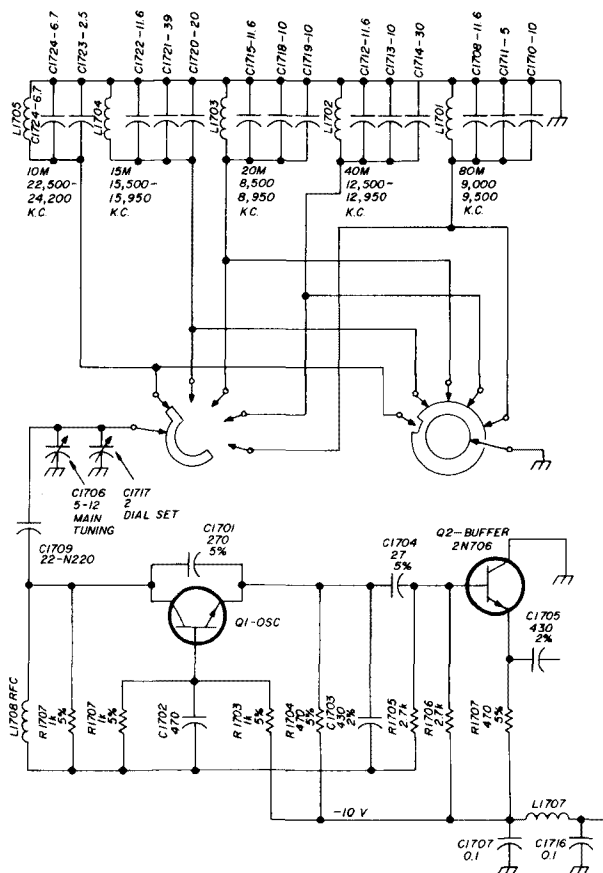 C1724-6.7
C1723-2.5
C1722-11.6
C1721-39
C1720-20
C1715-11.6
C1718-10
C1719-10
C1712-11.6
C1713-10
C1714-30
C1708-11.6
C1711-5
C1710-10
L1705
C1724-6.7
L1704
L1703
L1702
L1701
10M
22,500-
24,200
K.C.
15M
15,500-
15,950
K.C.
20M
8,500
8,950
K.C.
40M
12,500-
12,950
K.C.
80M
9,000
9,500
K.C.
C1706
5-12
MAIN
TUNING
C1717
2
DIAL SET
C1709
22-N220
C1701
270
5%
Q1-OSC
C1704
27
5%
Q2-BUFFER
2N706
C1705
430
2%
L1708 RFC
R1707
1k
5%
R1707
1k
5%
C1702
470
R1703
1k
5%
R1704
470
5%
C1703
430
2%
R1705
2.7k
R1706
2.7k
R1707
470
5%
-10 V
L1707
C1707
0.1
C1716
0.1